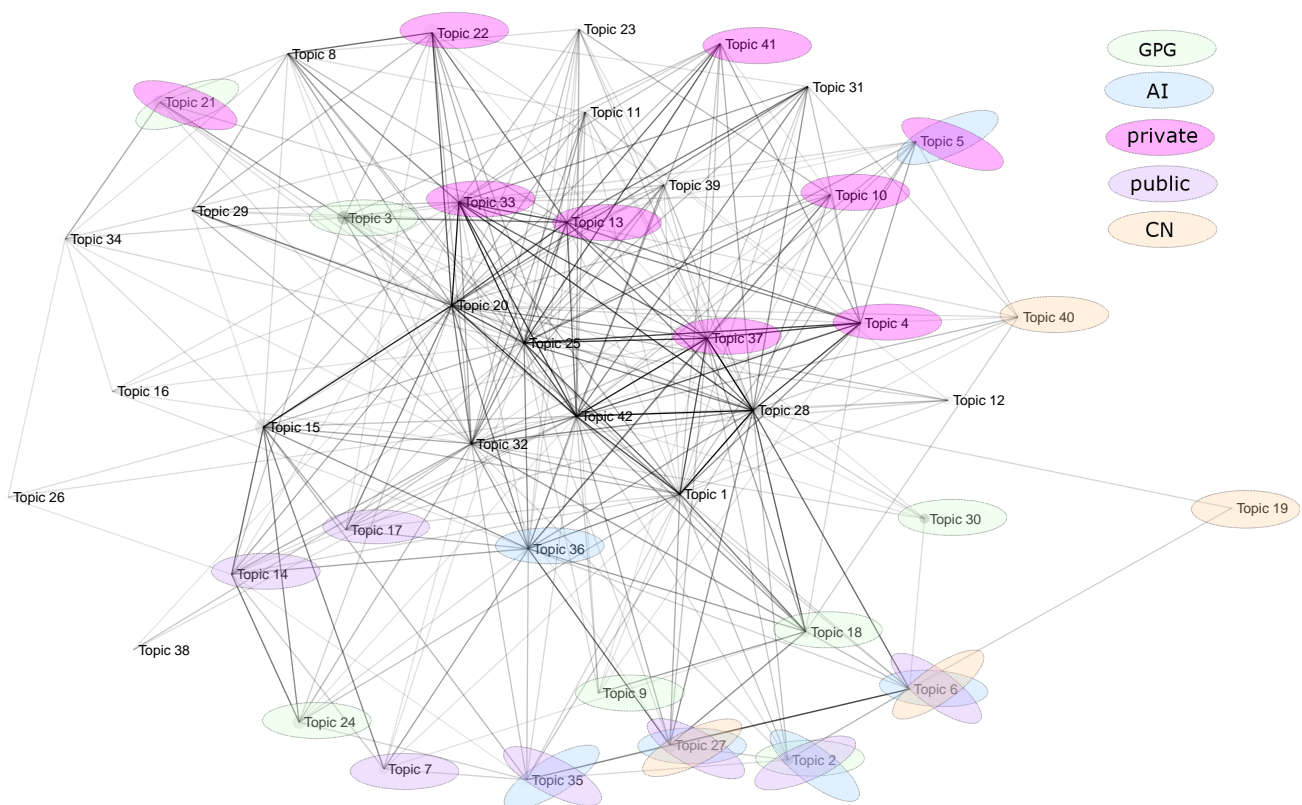 Topic 23
Topic 22
Topic 41
Topic 8
Topic 31
Topic 21
Topic 11
Topic 5
Topic 39
Topic 10
Topic 33
Topic 29
Topic 3
Topic 13
Topic 34
Topic 20
Topic 40
Topic 4
Topic 37
Topic 25
Topic 16
Topic 12
Topic 28
Topic 42
Topic 15
Topic 32
Topic 1
Topic 26
Topic 19
Topic 30
Topic 17
Topic 36
Topic 14
Topic 18
Topic 38
Topic 6
Topic 9
Topic 24
Topic 27
Topic 2
Topic 7
Topic 35
GPG
AI
private
public
CN